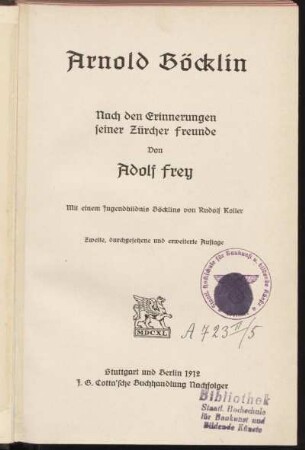 Arnold Böcklin
Nach den Erinnerungen
seiner Zürcher Freunde
Von
Adolf Frey
Mit einem Jugendbildnis Böcklins von Rudolf Koller
Zweite, durchgesehene und erweiterte Auflage
MDCXL
A 723 II/5
Stuttgart und Berlin 1912
J. G. Cotta'sche Buchhandlung Nachfolger
Bibliothek
Staatl. Hochschule
für Baukunst und
Bildende Künste